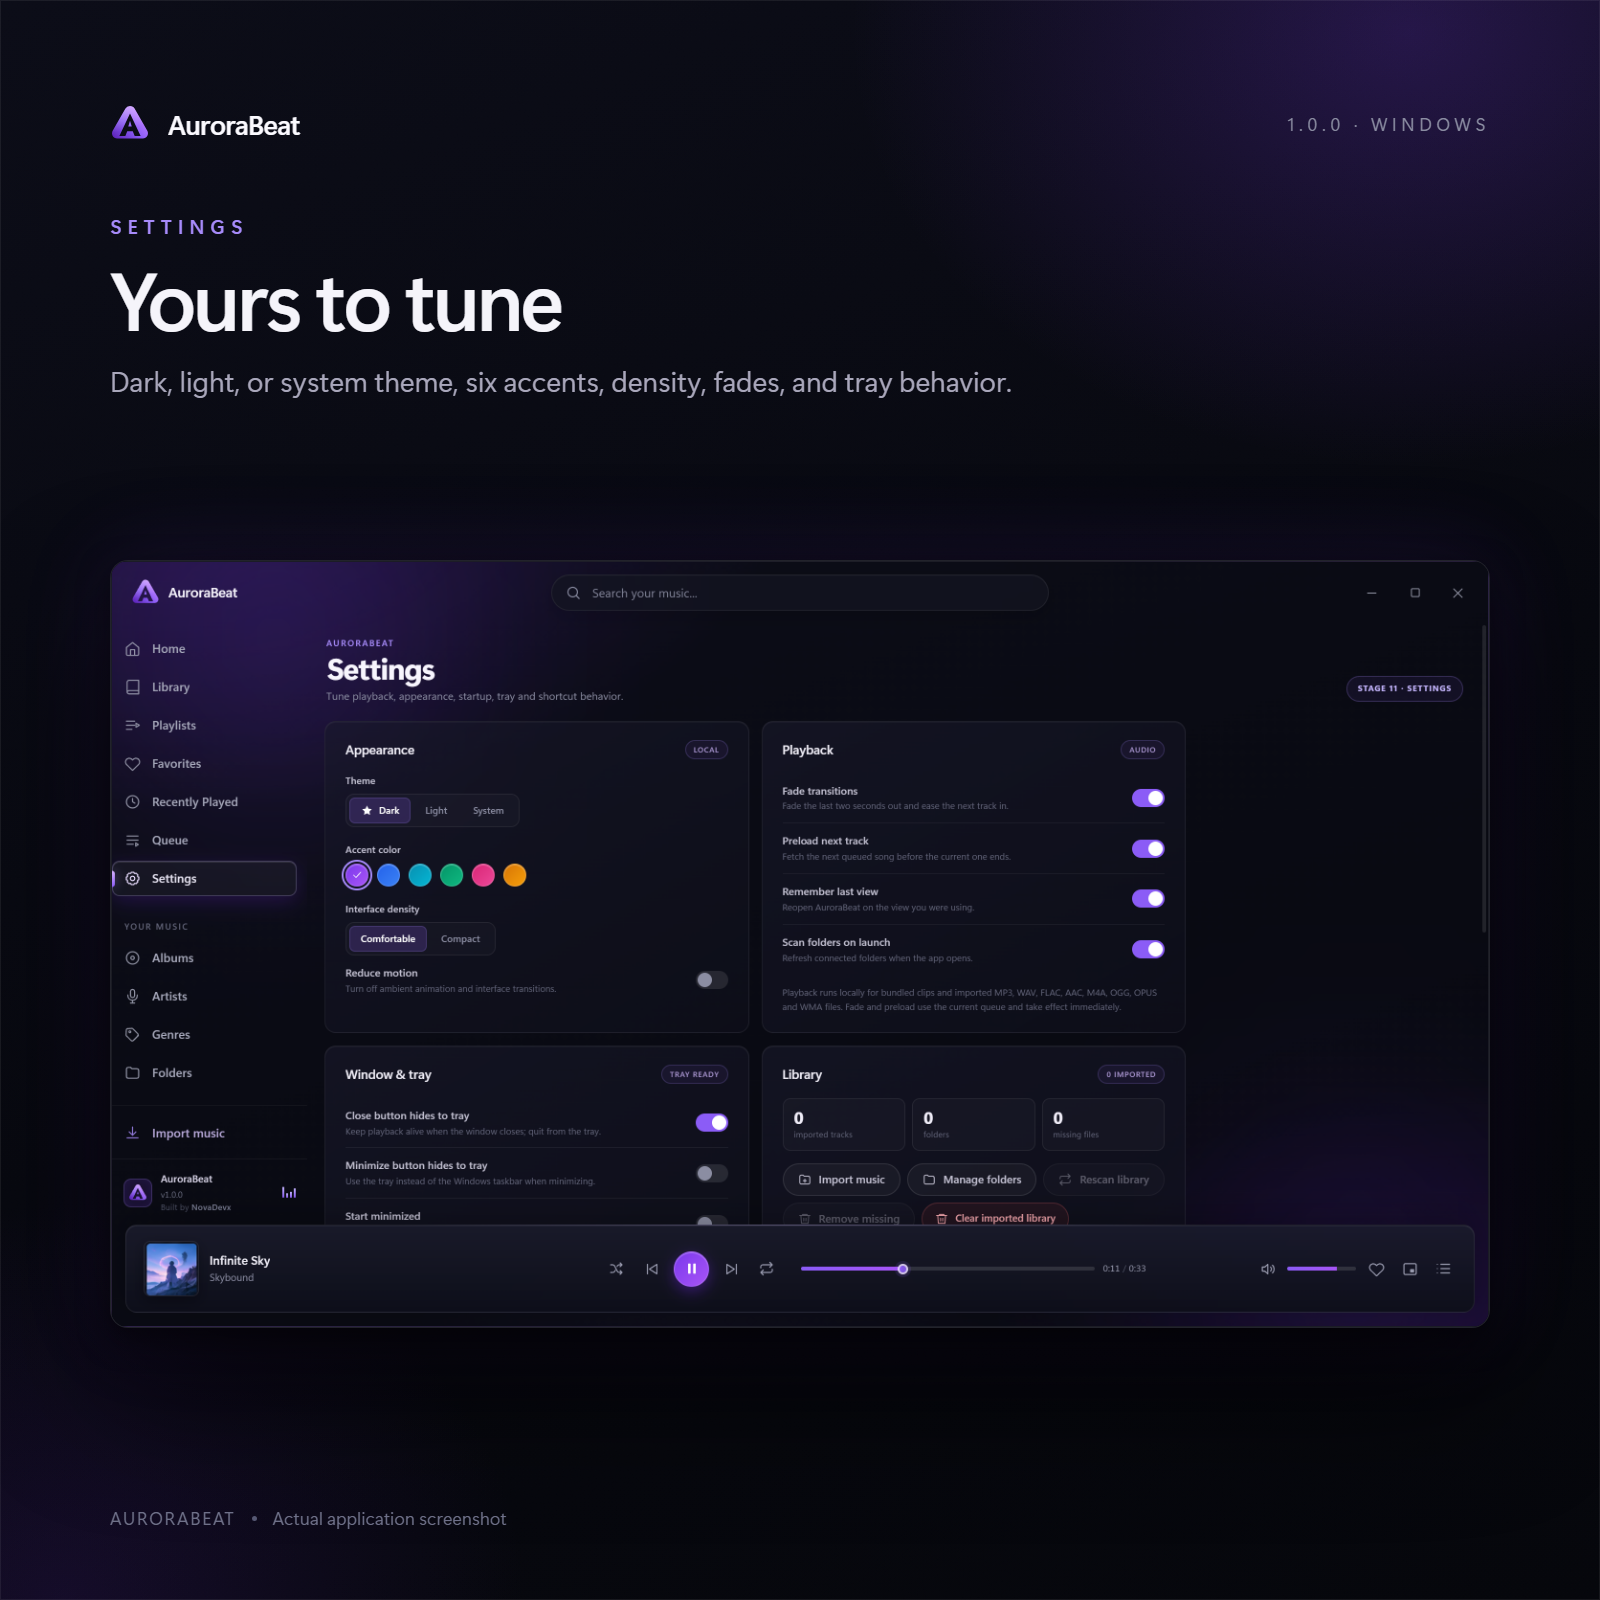 AuroraBeat
1.0.0 · WINDOWS
SETTINGS
Yours to tune
Dark, light, or system theme, six accents, density, fades, and tray behavior.
AuroraBeat
Search your music...
Home
Library
Playlists
Favorites
Recently Played
Queue
Settings
YOUR MUSIC
Albums
Artists
Genres
Folders
Import music
AuroraBeat
v1.0.0
Built by NovaDevx
AURORABEAT
Settings
Tune playback, appearance, startup, tray and shortcut behavior.
STAGE 11 · SETTINGS
Appearance
LOCAL
Theme
Dark
Light
System
Accent color
Interface density
Comfortable
Compact
Reduce motion
Turn off ambient animation and interface transitions.
Playback
AUDIO
Fade transitions
Fade the last two seconds out and ease the next track in.
Preload next track
Fetch the next queued song before the current one ends.
Remember last view
Reopen AuroraBeat on the view you were using.
Scan folders on launch
Refresh connected folders when the app opens.
Playback runs locally for bundled clips and imported MP3, WAV, FLAC, AAC, M4A, OGG, OPUS
and WMA files. Fade and preload use the current queue and take effect immediately.
Window & tray
TRAY READY
Close button hides to tray
Keep playback alive when the window closes; quit from the tray.
Minimize button hides to tray
Use the tray instead of the Windows taskbar when minimizing.
Start minimized
Library
0 IMPORTED
0
imported tracks
0
folders
0
missing files
Import music
Manage folders
Rescan library
Remove missing
Clear imported library
Infinite Sky
Skybound
0:11 / 0:33
AURORABEAT • Actual application screenshot